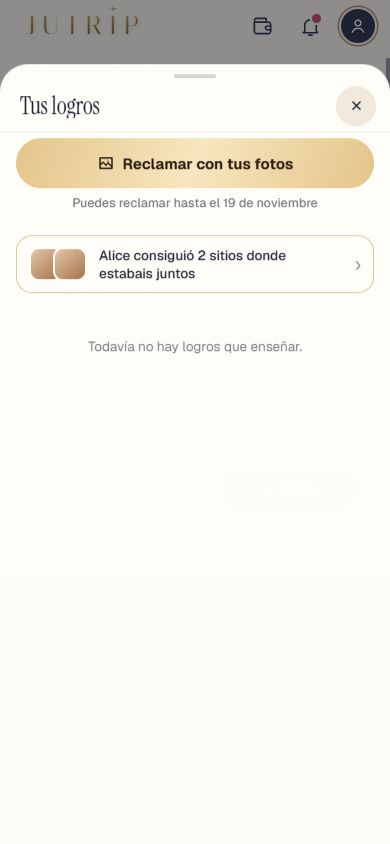 JUTRIP
Tus logros
Reclamar con tus fotos
Puedes reclamar hasta el 19 de noviembre
Alice consiguió 2 sitios donde
estabais juntos
Todavía no hay logros que enseñar.